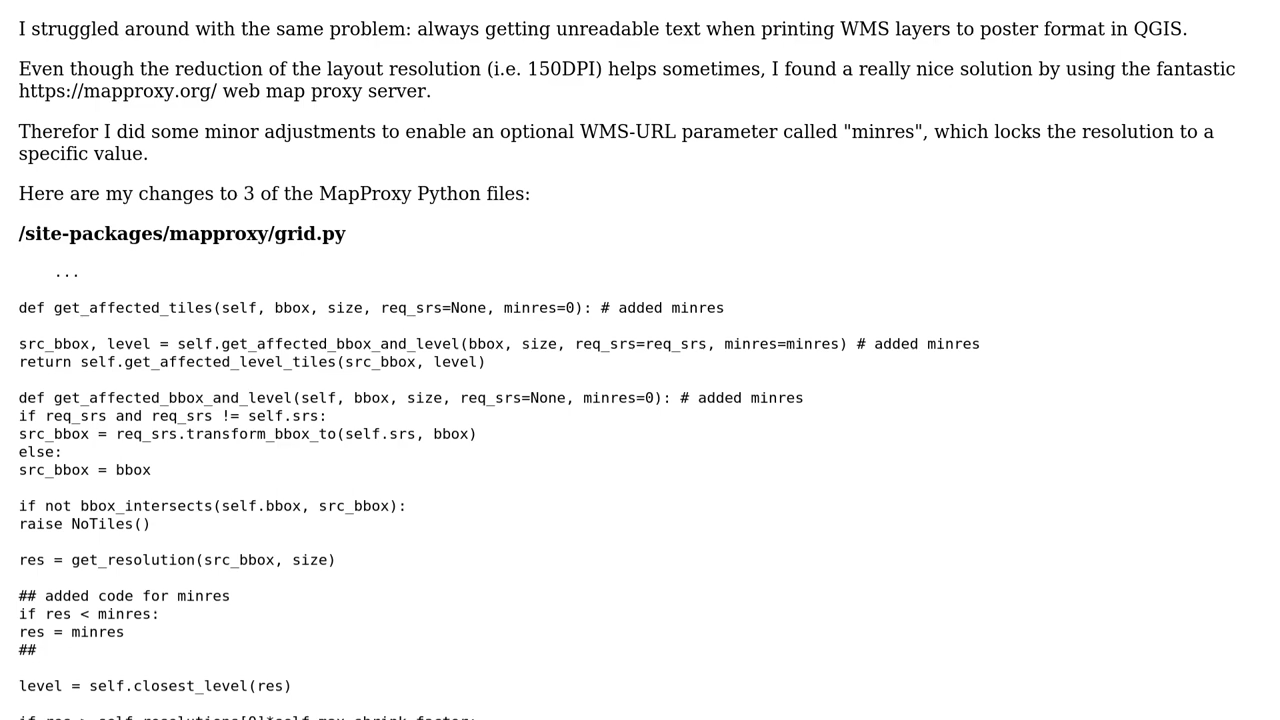 I struggled around with the same problem: always getting unreadable text when printing WMS layers to poster format in QGIS.
Even though the reduction of the layout resolution (i.e. 150DPI) helps sometimes, I found a really nice solution by using the fantastic
https://mapproxy.org/ web map proxy server.
Therefor I did some minor adjustments to enable an optional WMS-URL parameter called "minres", which locks the resolution to a
specific value.
Here are my changes to 3 of the MapProxy Python files:
/site-packages/mapproxy/grid.py
...
def get_affected_tiles(self, bbox, size, req_srs=None, minres=0): # added minres
src_bbox, level = self.get_affected_bbox_and_level(bbox, size, req_srs=req_srs, minres=minres) # added minres
return self.get_affected_level_tiles(src_bbox, level)
def get_affected_bbox_and_level(self, bbox, size, req_srs=None, minres=0): # added minres
if req_srs and req_srs != self.srs:
src_bbox = req_srs.transform_bbox_to(self.srs, bbox)
else:
src_bbox = bbox
if not bbox_intersects(self.bbox, src_bbox):
raise NoTiles()
res = get_resolution(src_bbox, size)
## added code for minres
if res < minres:
res = minres
##
level = self.closest_level(res)
if res > self.resolutions[0]*self.max_shrink_factor: